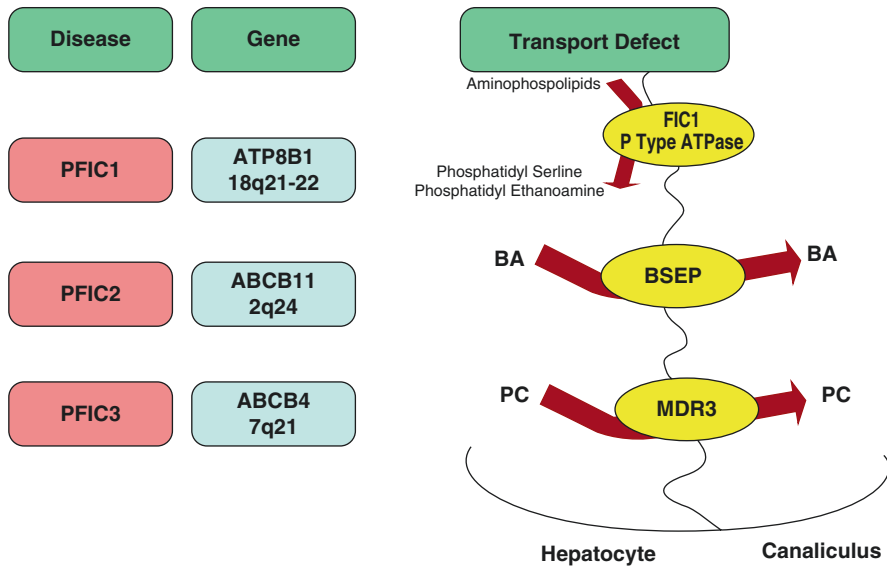 Disease
Gene
Transport Defect
Aminophospolipids
FIC1
P Type ATPase
PFIC1
ATP8B1
18q21-22
Phosphatidyl Serline
Phosphatidyl Ethanoamine
PFIC2
ABCB11
2q24
BA
BSEP
BA
PFIC3
ABCB4
7q21
PC
MDR3
PC
Hepatocyte
Canaliculus